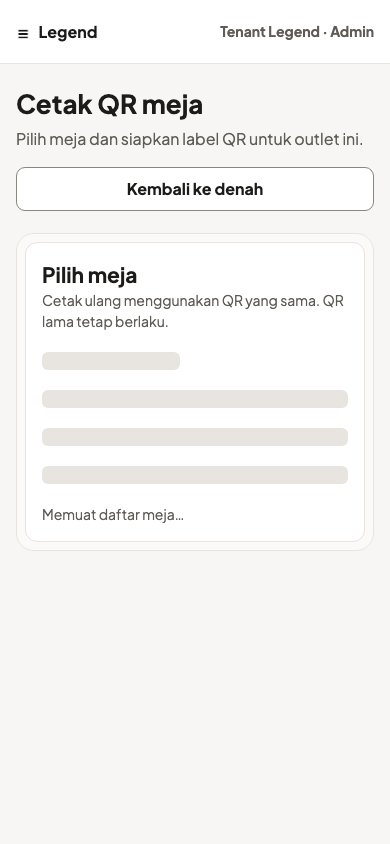 ≡ Legend
Tenant Legend · Admin
Cetak QR meja
Pilih meja dan siapkan label QR untuk outlet ini.
Kembali ke denah
Pilih meja
Cetak ulang menggunakan QR yang sama. QR
lama tetap berlaku.
Memuat daftar meja…